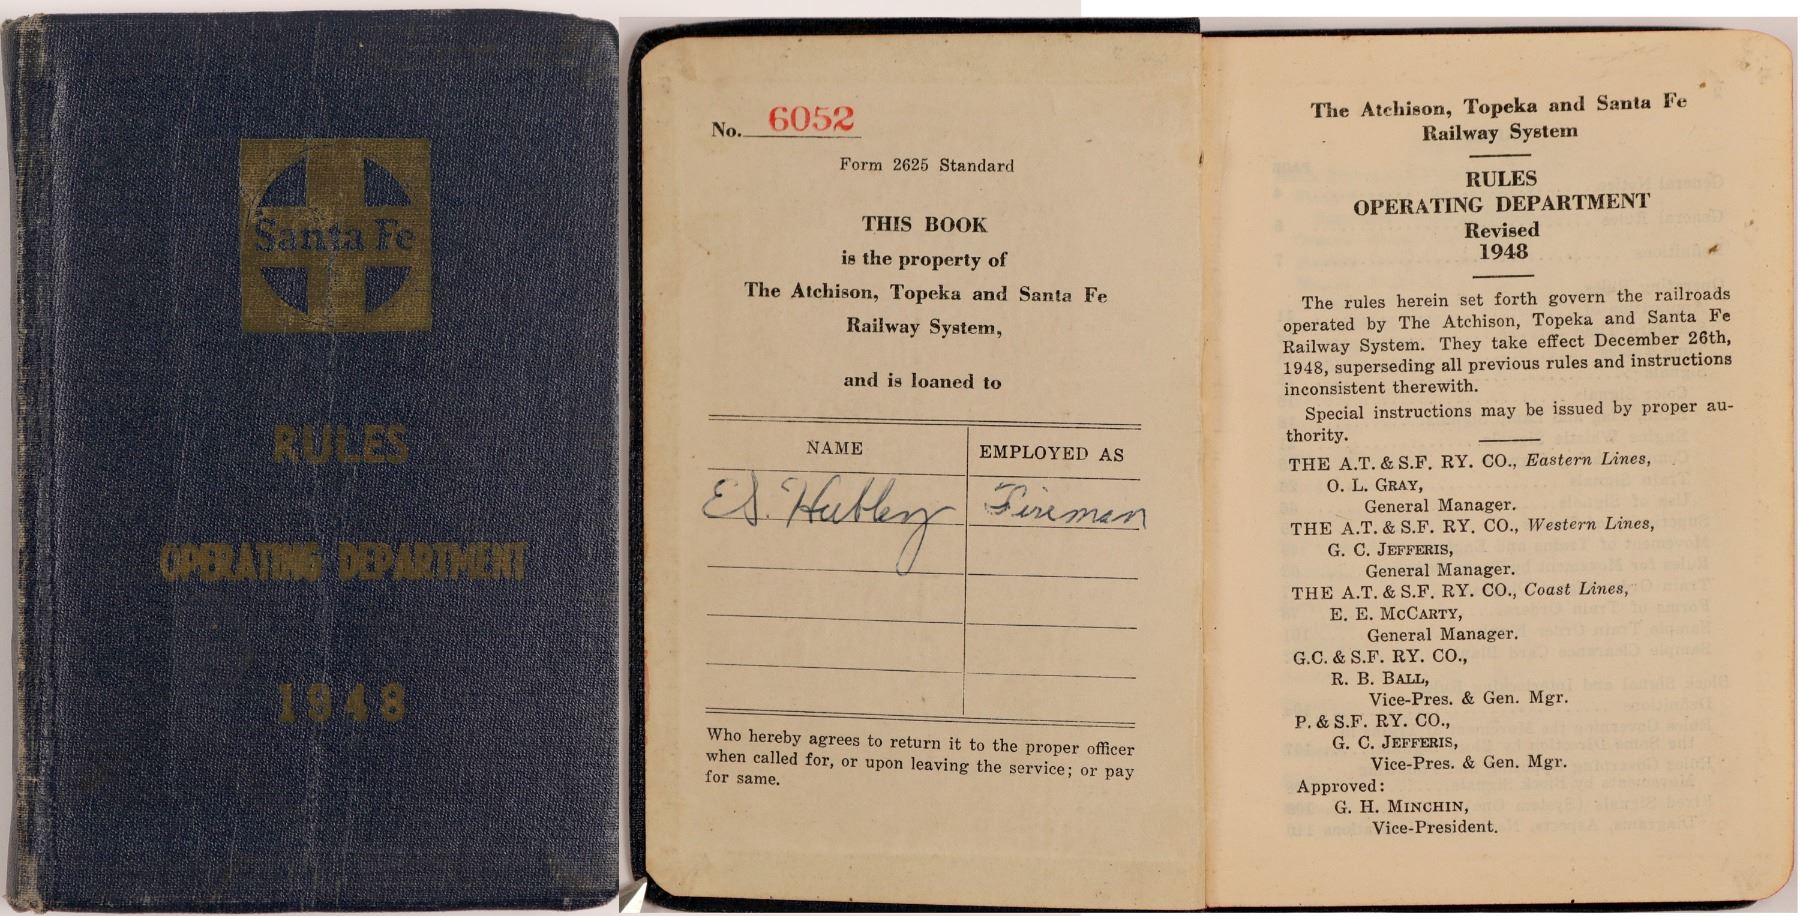 Santa Fe
RULES
OPERATING DEPARTMENT
1948
No. 6052
Form 2625 Standard
THIS BOOK
is the property of
The Atchison, Topeka and Santa Fe
Railway System,
and is loaned to
NAME EMPLOYED AS
E.S. Hubley Fireman
Who hereby agrees to return it to the proper officer
when called for, or upon leaving the service; or pay
for same.
The Atchison, Topeka and Santa Fe
Railway System
RULES
OPERATING DEPARTMENT
Revised
1948
The rules herein set forth govern the railroads
operated by The Atchison, Topeka and Santa Fe
Railway System. They take effect December 26th,
1948, superseding all previous rules and instructions
inconsistent therewith.
Special instructions may be issued by proper au-
thority.
THE A.T. & S.F. RY. CO., Eastern Lines,
O. L. GRAY,
General Manager.
THE A.T. & S.F. RY. CO., Western Lines,
G. C. JEFFERIS,
General Manager.
THE A.T. & S.F. RY. CO., Coast Lines,
E. E. MCCARTY,
General Manager.
G.C. & S.F. RY. CO.,
R. B. BALL,
Vice-Pres. & Gen. Mgr.
P. & S.F. RY. CO.,
G. C. JEFFERIS,
Vice-Pres. & Gen. Mgr.
Approved:
G. H. MINCHIN,
Vice-President.